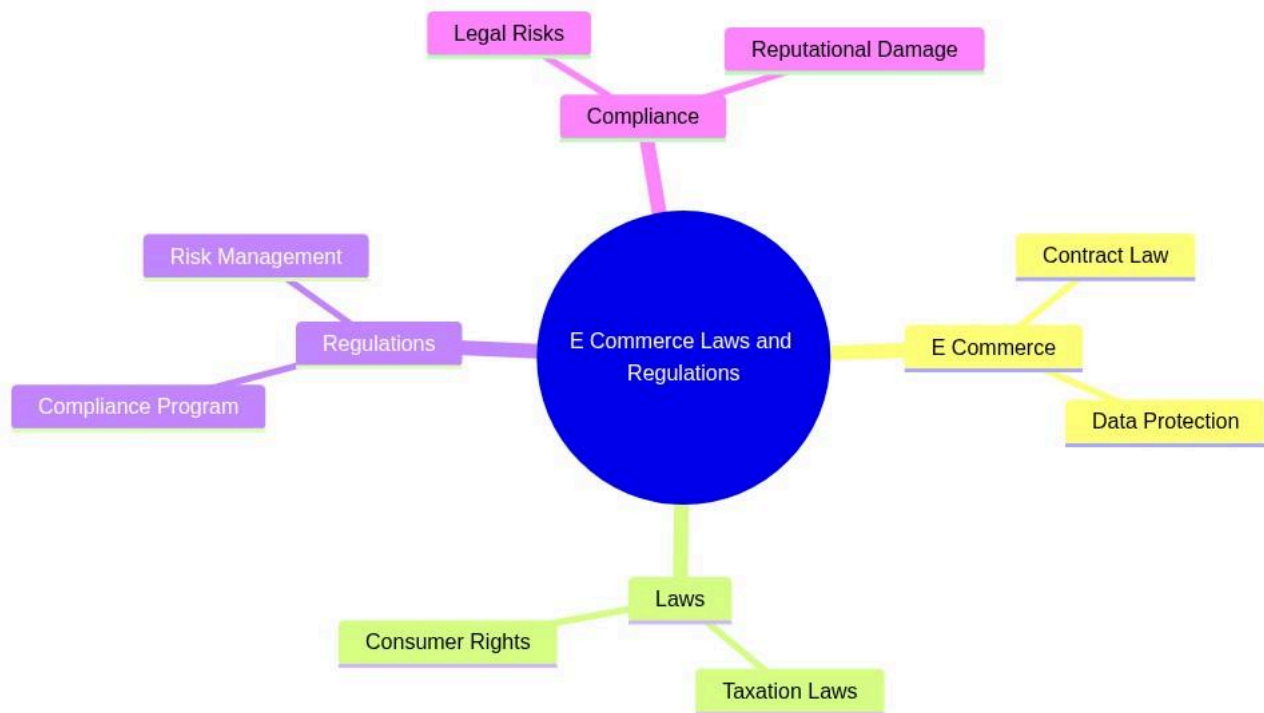 Legal Risks
Reputational Damage
Compliance
Risk Management
Contract Law
Regulations
E Commerce Laws and
Regulations
E Commerce
Compliance Program
Data Protection
Laws
Consumer Rights
Taxation Laws